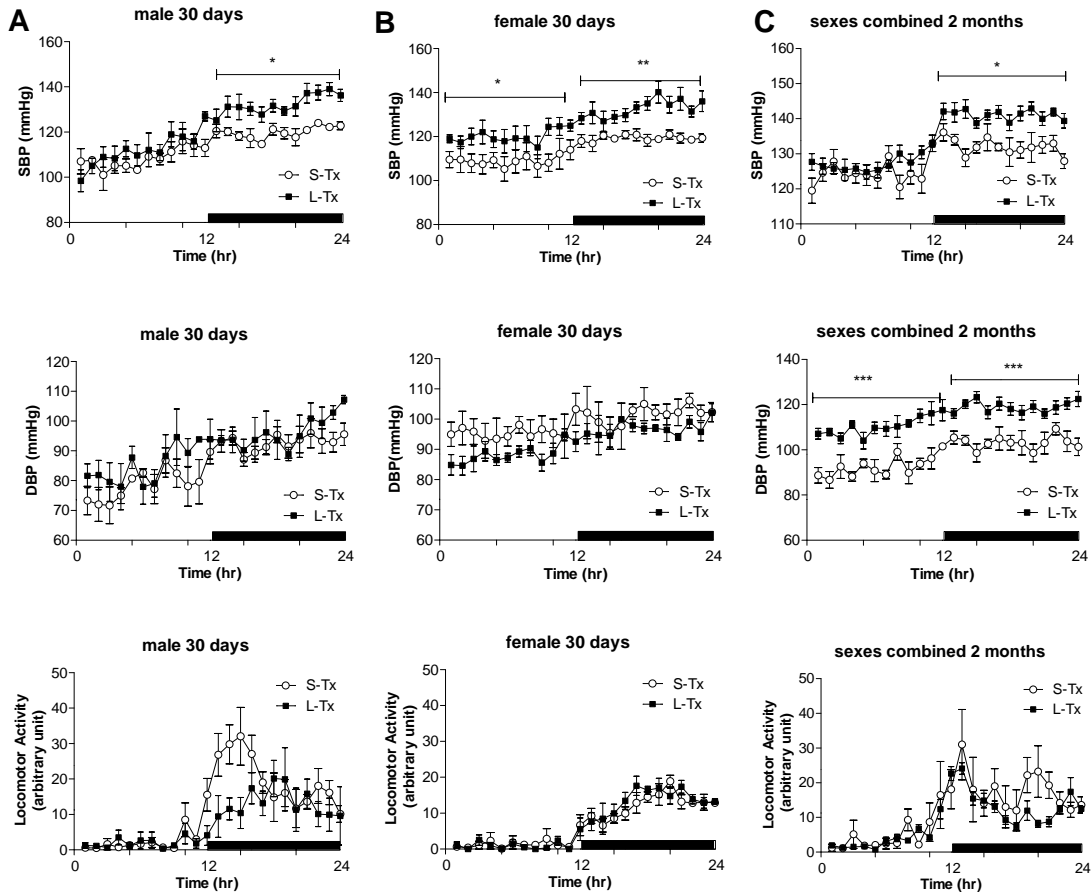 A
male 30 days
SBP (mmHg)
160
140
120
100
80
*
S-Tx
L-Tx
0 12 24
Time (hr)
B
female 30 days
SBP (mmHg)
160
140
120
100
80
*
**
S-Tx
L-Tx
0 12 24
Time (hr)
C
sexes combined 2 months
SBP (mmHg)
160
150
140
130
120
110
*
S-Tx
L-Tx
0 12 24
Time (hr)
male 30 days
DBP (mmHg)
120
110
100
90
80
70
60
S-Tx
L-Tx
0 12 24
Time (hr)
female 30 days
DBP (mmHg)
120
110
100
90
80
70
60
S-Tx
L-Tx
0 12 24
Time (hr)
sexes combined 2 months
DBP (mmHg)
140
120
100
80
60
***
***
S-Tx
L-Tx
0 12 24
Time (hr)
male 30 days
Locomotor Activity
(arbitrary unit)
50
40
30
20
10
0
S-Tx
L-Tx
0 12 24
Time (hr)
female 30 days
Locomotor Activity
(arbitrary unit)
50
40
30
20
10
0
S-Tx
L-Tx
0 12 24
Time (hr)
sexes combined 2 months
Locomotor Activity
(arbitrary unit)
50
40
30
20
10
0
S-Tx
L-Tx
0 12 24
Time (hr)